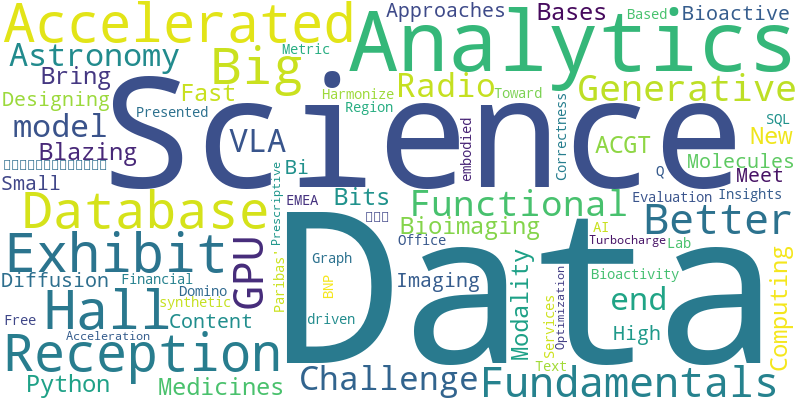 Accelerated
Analytics
Approaches
Bases
Based
Bioactive
Astronomy
Big
Metric
Bring
Radio
Generative
Designing
Fast
Harmonize
Toward
Presented
Region
model
Science
VLA
embodied
Correctness
ACGT
SQL
New
Blazing
Molecules
Small
Bi
Q
Meet
EMEA
Bits
Functional
Evaluation
Insights
Database
Prescriptive
Bioimaging
Better
AI
Exhibit
GPU
Data
Office
Turbocharge
Lab
Graph
Modality
Diffusion
Financial
Domino
Paribas'
BNP
Imaging
Bioactivity
end
Computing
synthetic
Hall
Content
driven
Services
Optimization
High
Free
Acceleration
Reception
Text
Python
Medicines
Challenge
Fundamentals